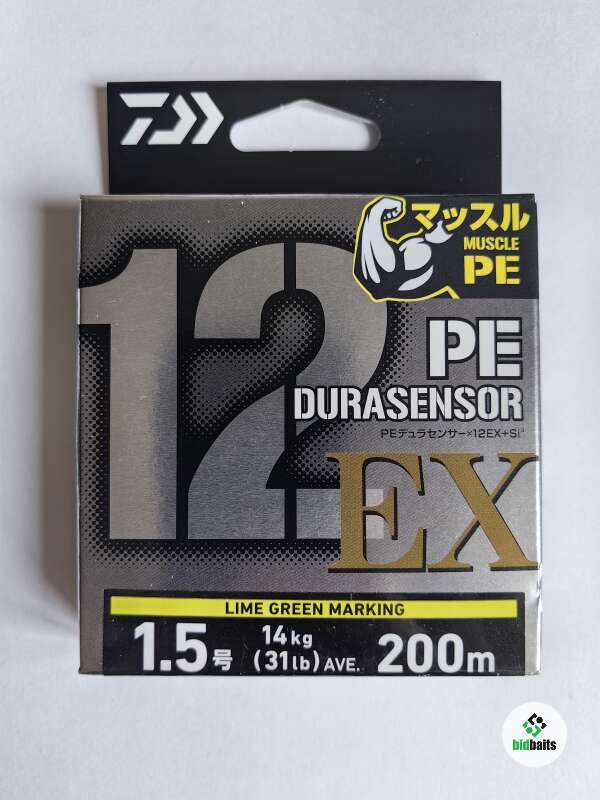 マッスル
MUSCLE
PE
12
PE
DURASENSOR
PEデュラセンサー×12EX+Si³
EX
LIME GREEN MARKING
1.5号 14kg (31lb) AVE. 200m
bidbaits